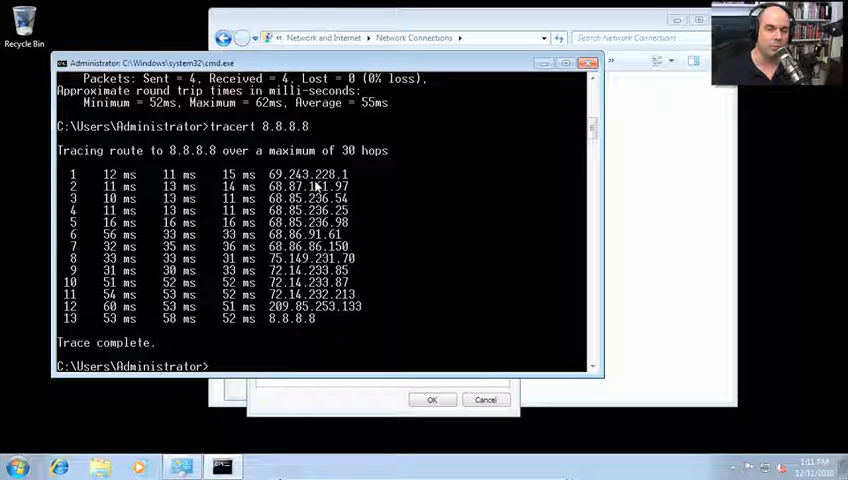 Recycle Bin
Network and Internet
Network Connections
Search Network Connections
Administrator: C:\Windows\system32\cmd.exe
Packets: Sent = 4, Received = 4, Lost = 0 (0% loss),
Approximate round trip times in milli-seconds:
Minimum = 52ms, Maximum = 62ms, Average = 55ms
C:\Users\Administrator>tracert 8.8.8.8
Tracing route to 8.8.8.8 over a maximum of 30 hops
1 12 ms 11 ms 15 ms 69.243.228.1
2 11 ms 13 ms 14 ms
3 10 ms 13 ms 11 ms 68.85.236.54
4 11 ms 13 ms 11 ms 68.85.236.25
5 16 ms 16 ms 16 ms 68.85.236.98
6 56 ms 33 ms 33 ms 68.86.91.61
7 32 ms 35 ms 36 ms 68.86.86.150
8 33 ms 33 ms 31 ms 75.149.231.70
9 31 ms 30 ms 33 ms 72.14.233.85
10 51 ms 52 ms 52 ms 72.14.233.87
11 54 ms 53 ms 52 ms 72.14.232.213
12 60 ms 53 ms 51 ms 209.85.253.133
13 53 ms 58 ms 52 ms 8.8.8.8
Trace complete.
C:\Users\Administrator>
OK
Cancel
1:11 PM
12/11/2010